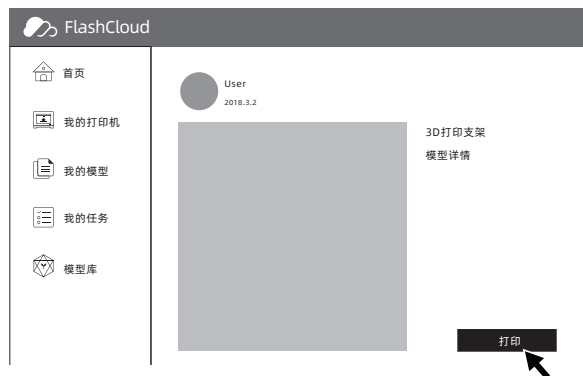 FlashCloud
首页
我的打印机
我的模型
我的任务
模型库
User
2018.3.2
3D打印支架
模型详情
打印